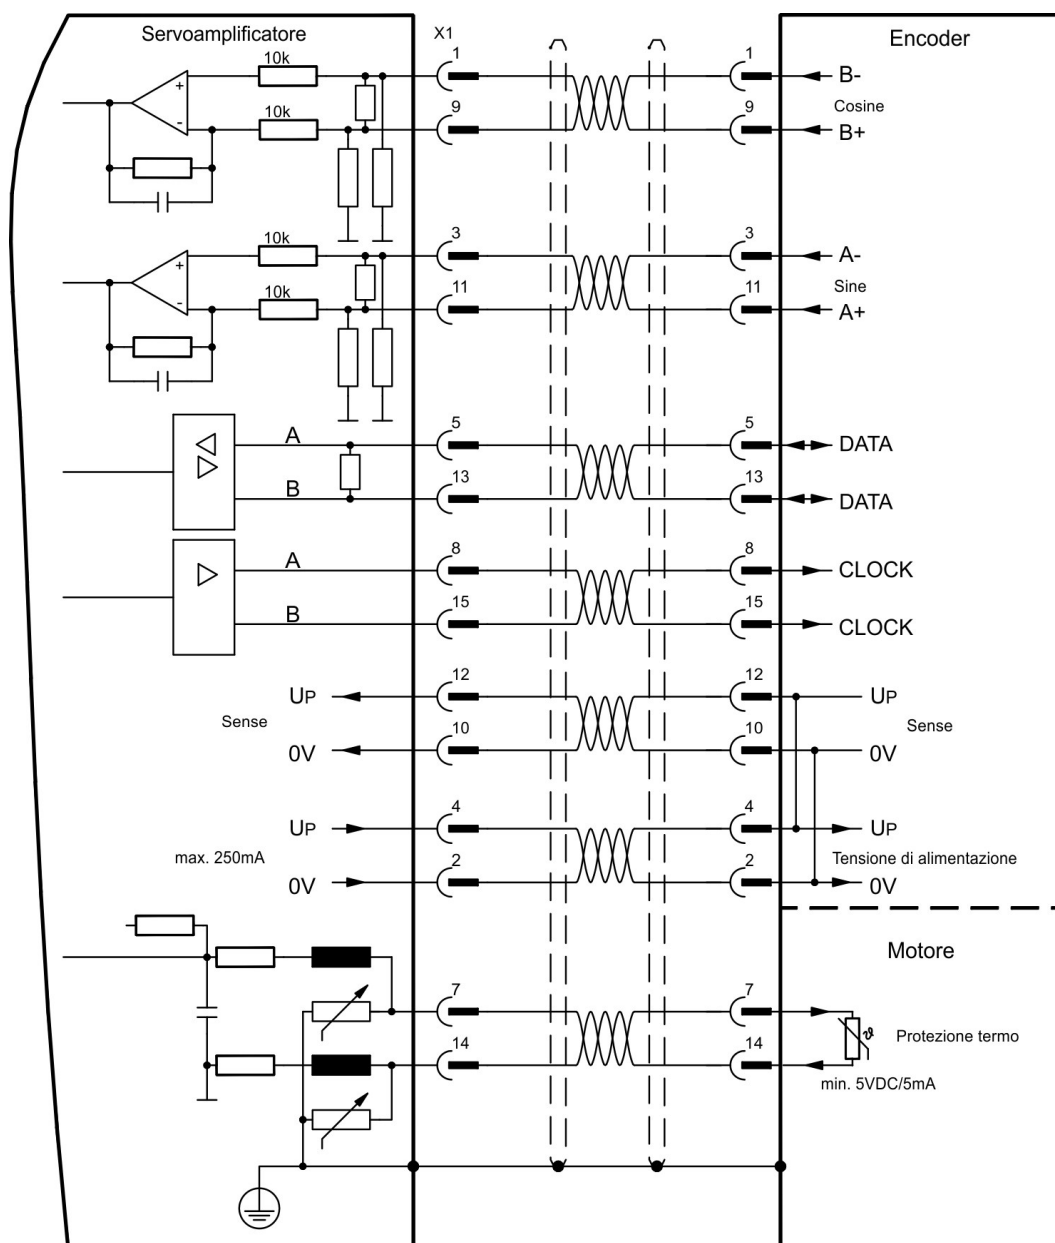 Servoamplificatore
X1
Encoder
10k
1
1
B-
+
Cosine
10k
9
9
B+
-
10k
3
3
A-
+
Sine
10k
11
11
A+
-
A
5
5
DATA
B
13
13
DATA
A
8
8
CLOCK
B
15
15
CLOCK
UP
12
12
UP
Sense
Sense
0V
10
10
0V
UP
4
4
UP
max. 250mA
Tensione di alimentazione
0V
2
2
0V
Motore
7
7
ϑ
Protezione termo
14
14
min. 5VDC/5mA